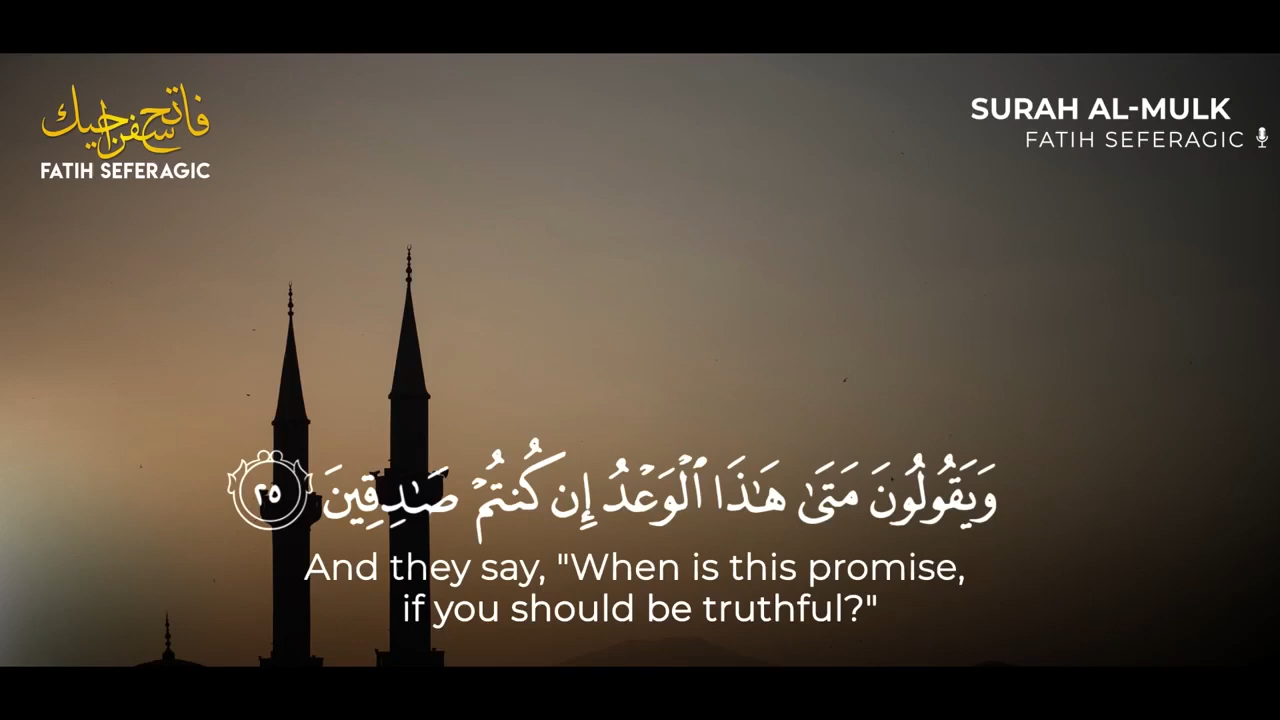 فاتح سفراجيك
FATIH SEFERAGIC
SURAH AL-MULK
FATIH SEFERAGIC
وَيَقُولُونَ مَتَىٰ هَـٰذَا ٱلْوَعْدُ إِن كُنتُمْ صَـٰدِقِينَ ٢٥
And they say, "When is this promise,
if you should be truthful?"